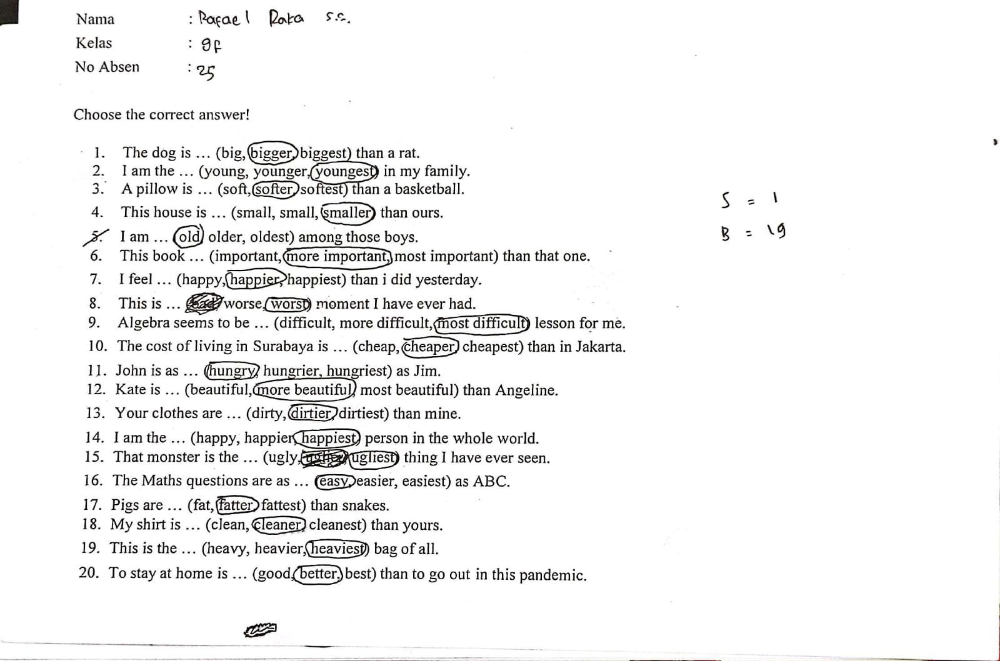 Nama : Rafael Raka S.S.
Kelas : 9f
No Absen : 25
Choose the correct answer!
1. The dog is ... (big, bigger, biggest) than a rat.
2. I am the ... (young, younger, youngest) in my family.
3. A pillow is ... (soft, softer, softest) than a basketball.
4. This house is ... (small, small, smaller) than ours.
5. I am ... (old, older, oldest) among those boys.
6. This book ... (important, more important, most important) than that one.
7. I feel ... (happy, happier, happiest) than i did yesterday.
8. This is ... (bad, worse, worst) moment I have ever had.
9. Algebra seems to be ... (difficult, more difficult, most difficult) lesson for me.
10. The cost of living in Surabaya is ... (cheap, cheaper, cheapest) than in Jakarta.
11. John is as ... (hungry, hungrier, hungriest) as Jim.
12. Kate is ... (beautiful, more beautiful, most beautiful) than Angeline.
13. Your clothes are ... (dirty, dirtier, dirtiest) than mine.
14. I am the ... (happy, happier, happiest) person in the whole world.
15. That monster is the ... (ugly, uglier, ugliest) thing I have ever seen.
16. The Maths questions are as ... (easy, easier, easiest) as ABC.
17. Pigs are ... (fat, fatter, fattest) than snakes.
18. My shirt is ... (clean, cleaner, cleanest) than yours.
19. This is the ... (heavy, heavier, heaviest) bag of all.
20. To stay at home is ... (good, better, best) than to go out in this pandemic.
S = 1
B = 19